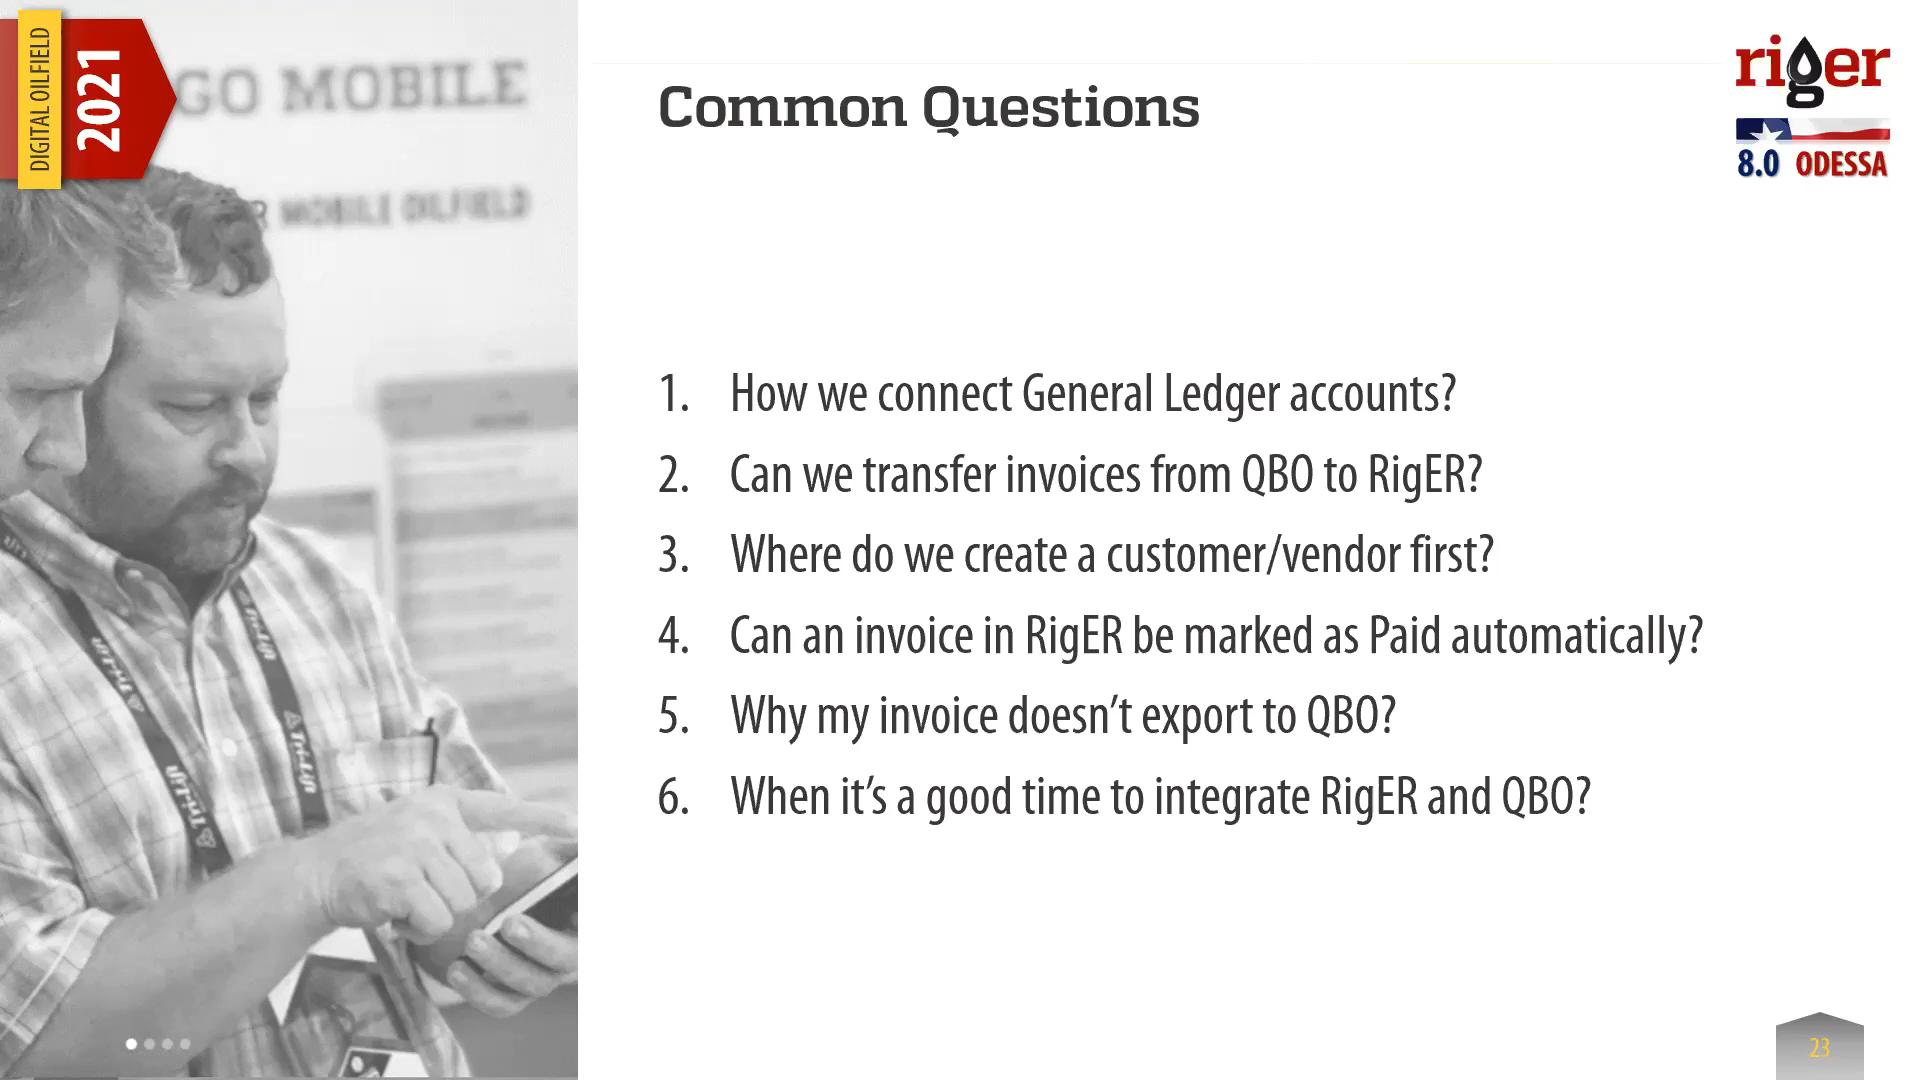 DIGITAL OILFIELD
2021
GO MOBILE
R MOBILE OILFIELD
riger
8.0 ODESSA
Common Questions
1. How we connect General Ledger accounts?
2. Can we transfer invoices from QBO to RigER?
3. Where do we create a customer/vendor first?
4. Can an invoice in RigER be marked as Paid automatically?
5. Why my invoice doesn’t export to QBO?
6. When it’s a good time to integrate RigER and QBO?
23